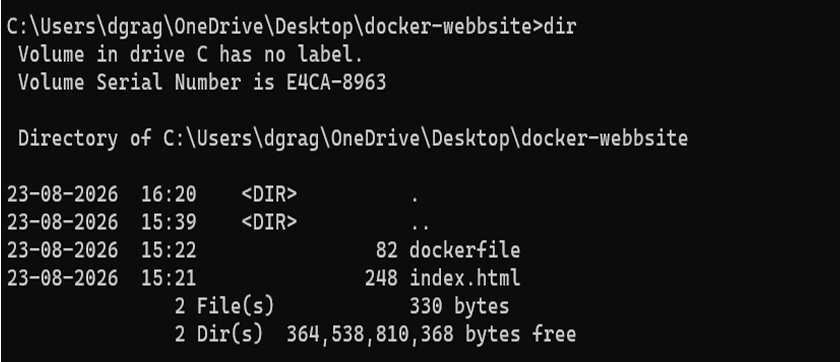 C:\Users\dgrag\OneDrive\Desktop\docker-webbsite>dir
 Volume in drive C has no label.
 Volume Serial Number is E4CA-8963

 Directory of C:\Users\dgrag\OneDrive\Desktop\docker-webbsite

23-08-2026  16:20    <DIR>          .
23-08-2026  15:39    <DIR>          ..
23-08-2026  15:22                82 dockerfile
23-08-2026  15:21               248 index.html
               2 File(s)            330 bytes
               2 Dir(s)  364,538,810,368 bytes free